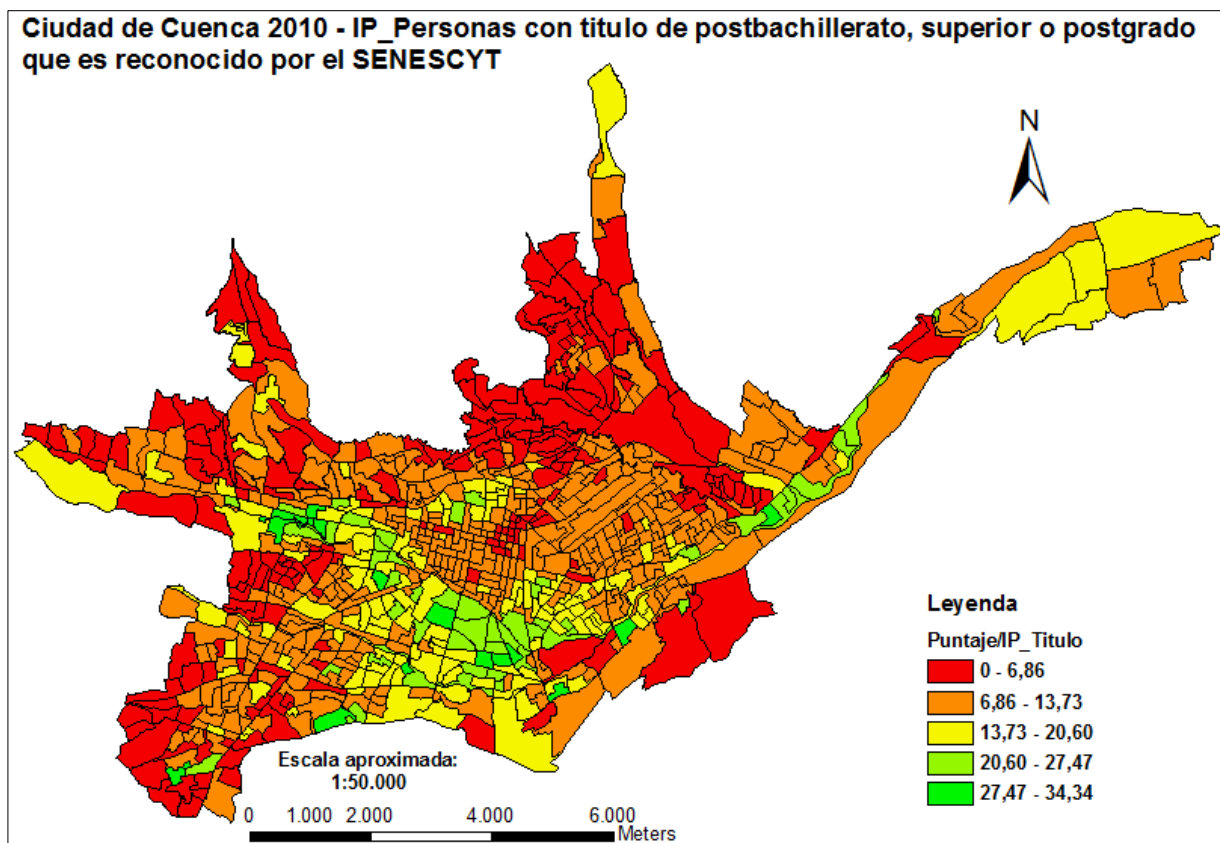 Ciudad de Cuenca 2010 - IP_Personas con titulo de postbachillerato, superior o postgrado
que es reconocido por el SENESCYT
N
Leyenda
Puntaje/IP_Titulo
0 - 6,86
6,86 - 13,73
13,73 - 20,60
20,60 - 27,47
27,47 - 34,34
Escala aproximada:
1:50.000
0 1.000 2.000 4.000 6.000
Meters